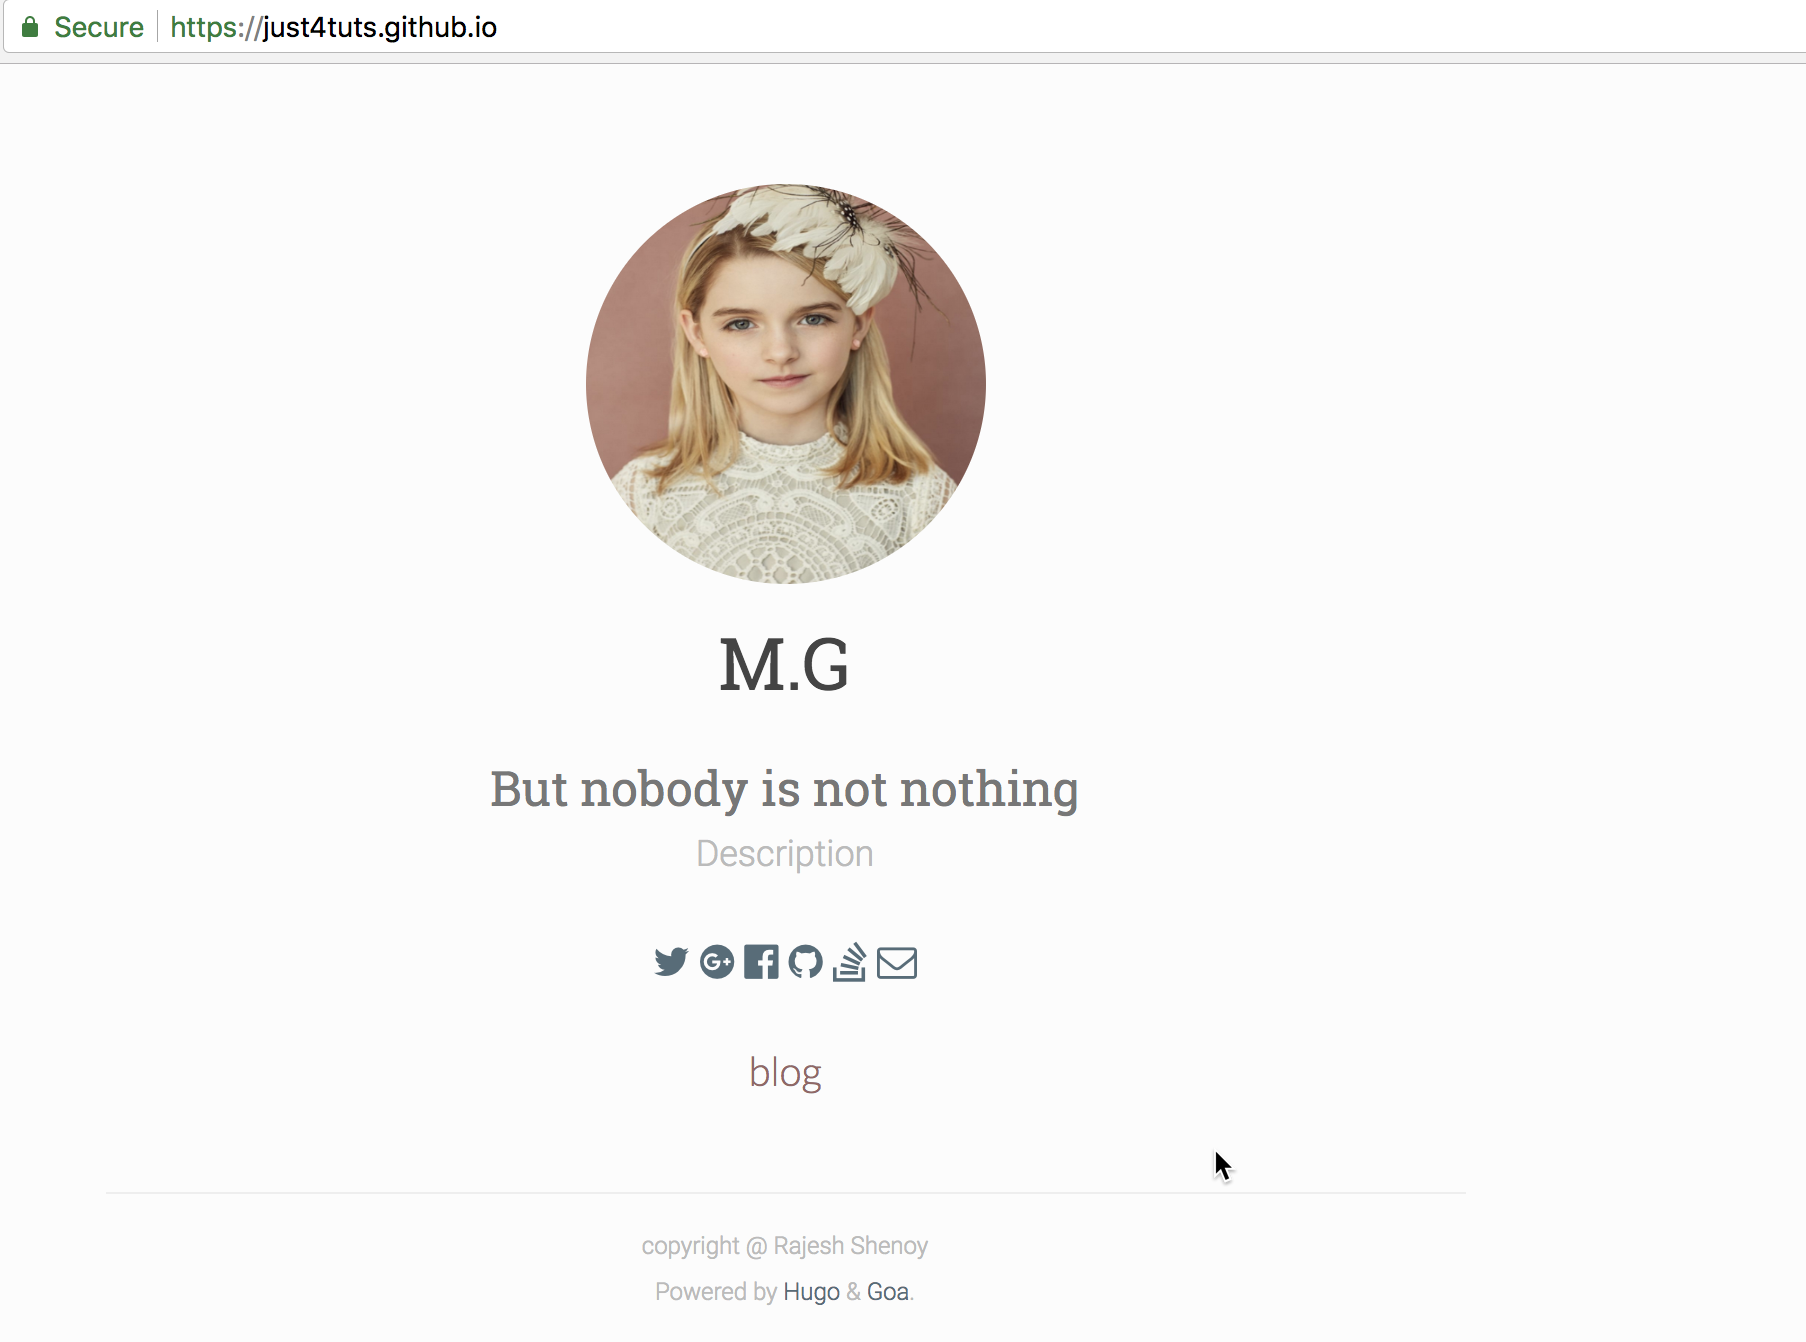 Secure https://just4tuts.github.io
M.G
But nobody is not nothing
Description
G+
blog
copyright @ Rajesh Shenoy
Powered by Hugo & Goa.